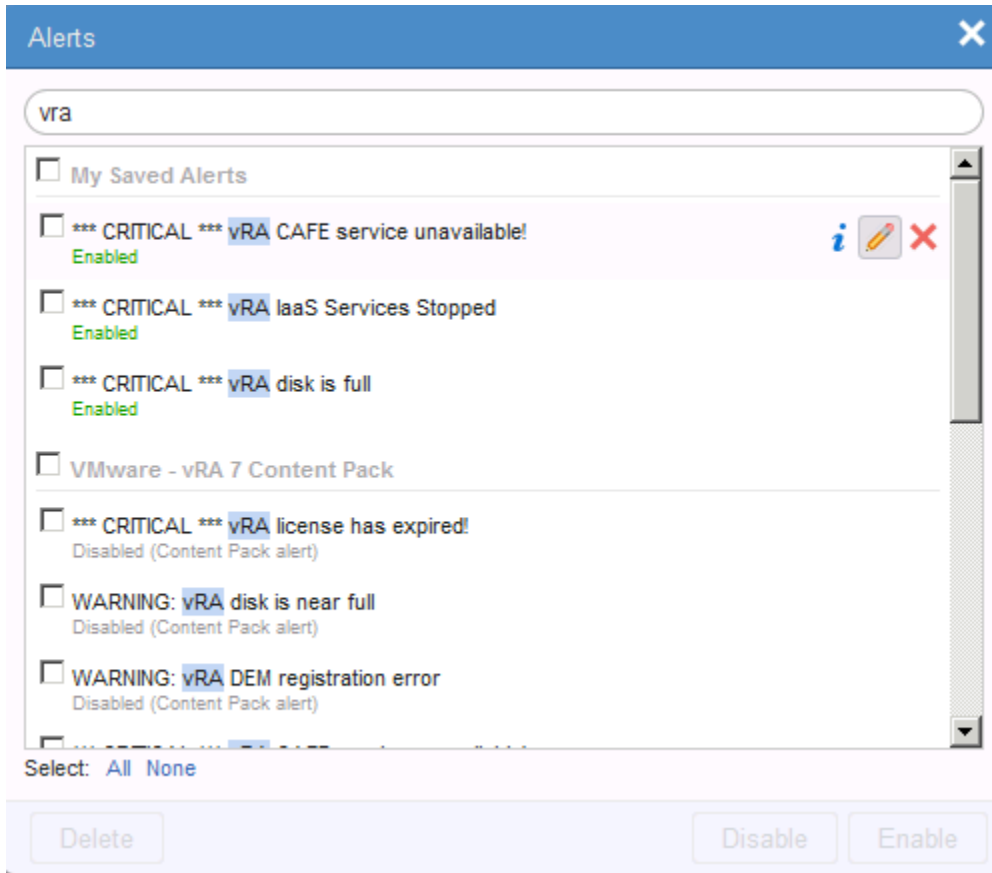 Alerts
vra
My Saved Alerts
*** CRITICAL *** vRA CAFE service unavailable!
Enabled
*** CRITICAL *** vRA IaaS Services Stopped
Enabled
*** CRITICAL *** vRA disk is full
Enabled
VMware - vRA 7 Content Pack
*** CRITICAL *** vRA license has expired!
Disabled (Content Pack alert)
WARNING: vRA disk is near full
Disabled (Content Pack alert)
WARNING: vRA DEM registration error
Disabled (Content Pack alert)
Select: All None
Delete Disable Enable